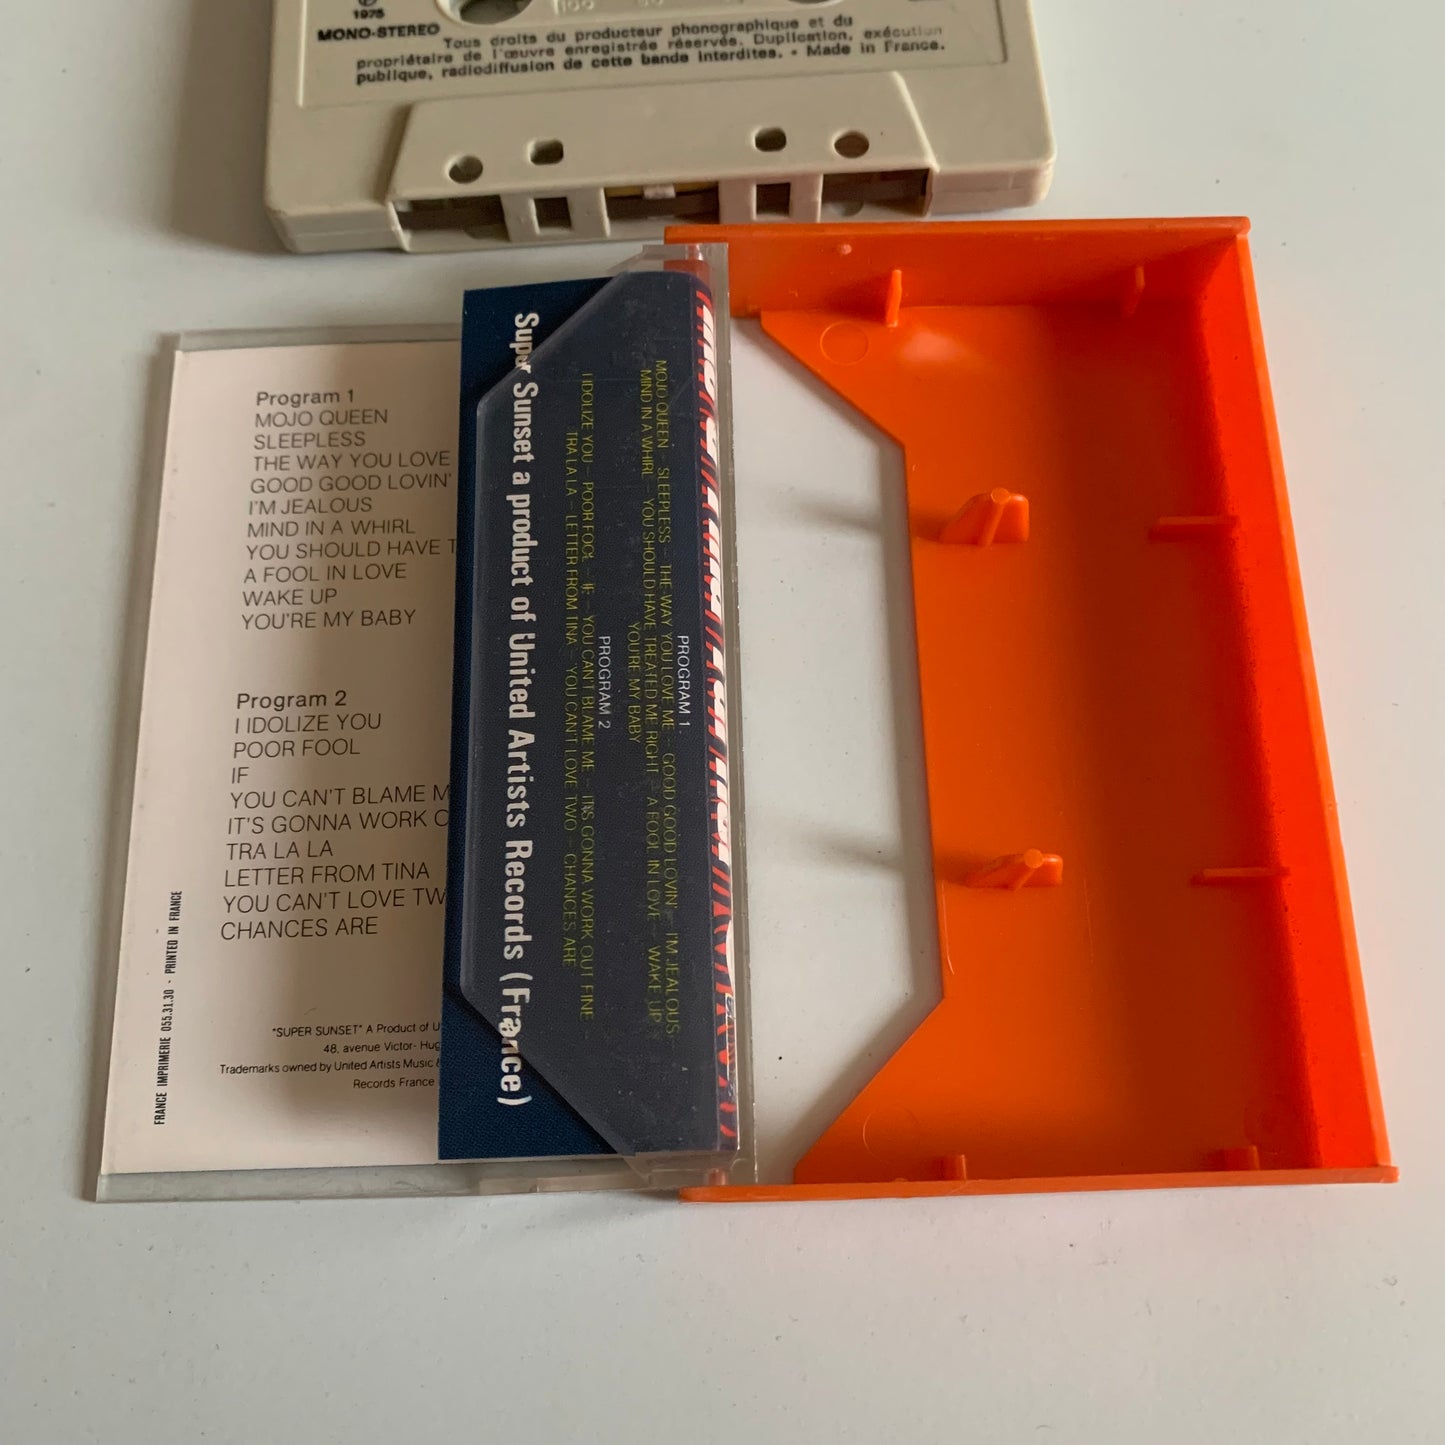 ℗
1975
MONO-STEREO
100
Tous droits du producteur phonographique et du
propriétaire de l'œuvre enregistrée réservés. Duplication, exécution
publique, radiodiffusion de cette bande interdites. - Made in France.
Program 1
MOJO QUEEN
SLEEPLESS
THE WAY YOU LOVE
GOOD GOOD LOVIN'
I'M JEALOUS
MIND IN A WHIRL
YOU SHOULD HAVE T
A FOOL IN LOVE
WAKE UP
YOU'RE MY BABY
Program 2
I IDOLIZE YOU
POOR FOOL
IF
YOU CAN'T BLAME M
IT'S GONNA WORK O
TRA LA LA
LETTER FROM TINA
YOU CAN'T LOVE TW
CHANCES ARE
"SUPER SUNSET" A Product of U
48, avenue Victor- Hug
Trademarks owned by United Artists Music &
Records France
FRANCE IMPRIMERIE 055.31.30 - PRINTED IN FRANCE
Super Sunset a product of United Artists Records (France)
PROGRAM 1
MOJO QUEEN - SLEEPLESS - THE WAY YOU LOVE ME - GOOD GOOD LOVIN' - I'M JEALOUS
MIND IN A WHIRL - YOU SHOULD HAVE TREATED ME RIGHT - A FOOL IN LOVE - WAKE UP
YOU'RE MY BABY
PROGRAM 2
I IDOLIZE YOU - POOR FOOL - IF - YOU CAN'T BLAME ME - IT'S GONNA WORK OUT FINE -
TRA LA LA - LETTER FROM TINA - YOU CAN'T LOVE TWO - CHANCES ARE